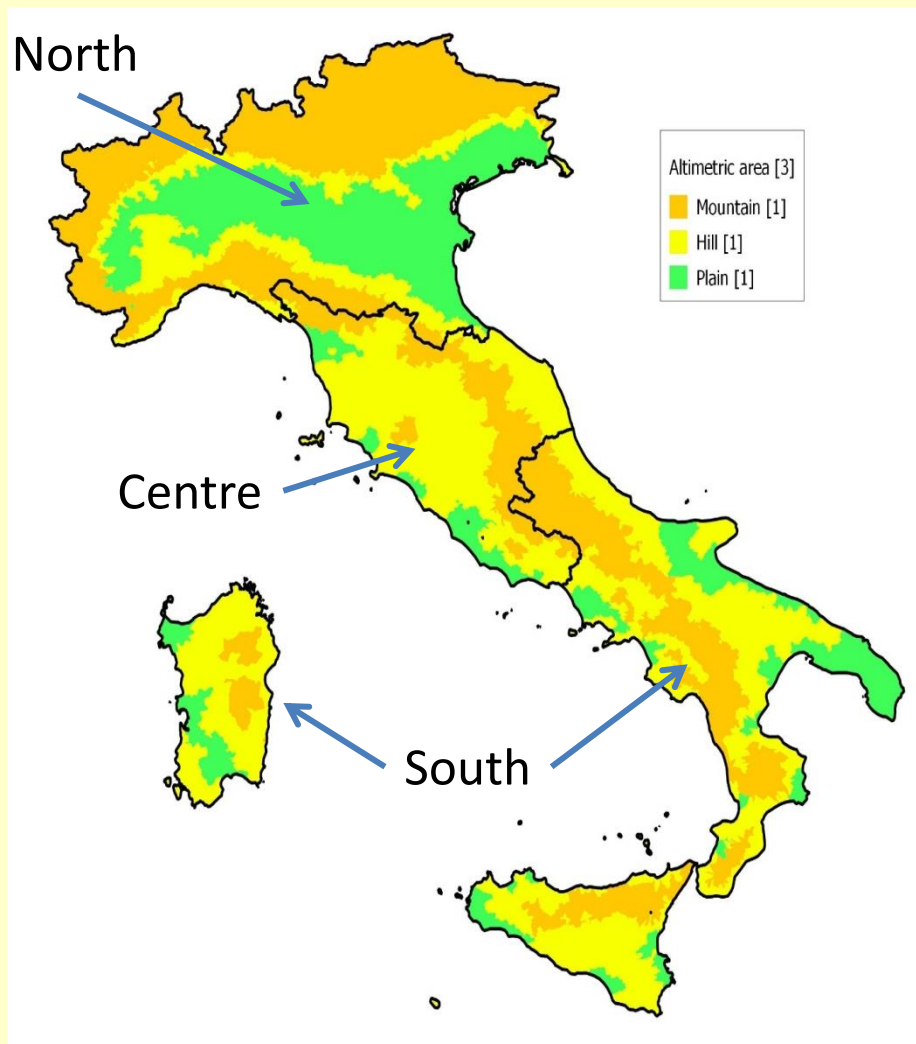 North
Altimetric area [3]
Mountain [1]
Hill [1]
Plain [1]
Centre
South